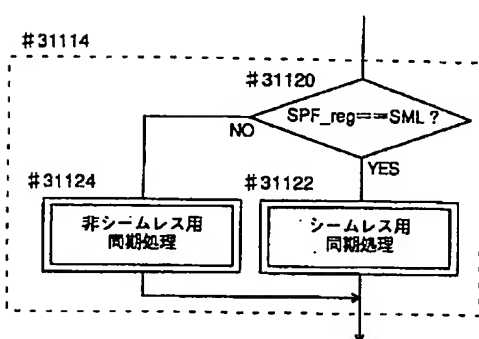 #31114
#31120
SPF_reg==SML ?
NO
YES
#31124
#31122
非シームレス用
同期処理
シームレス用
同期処理